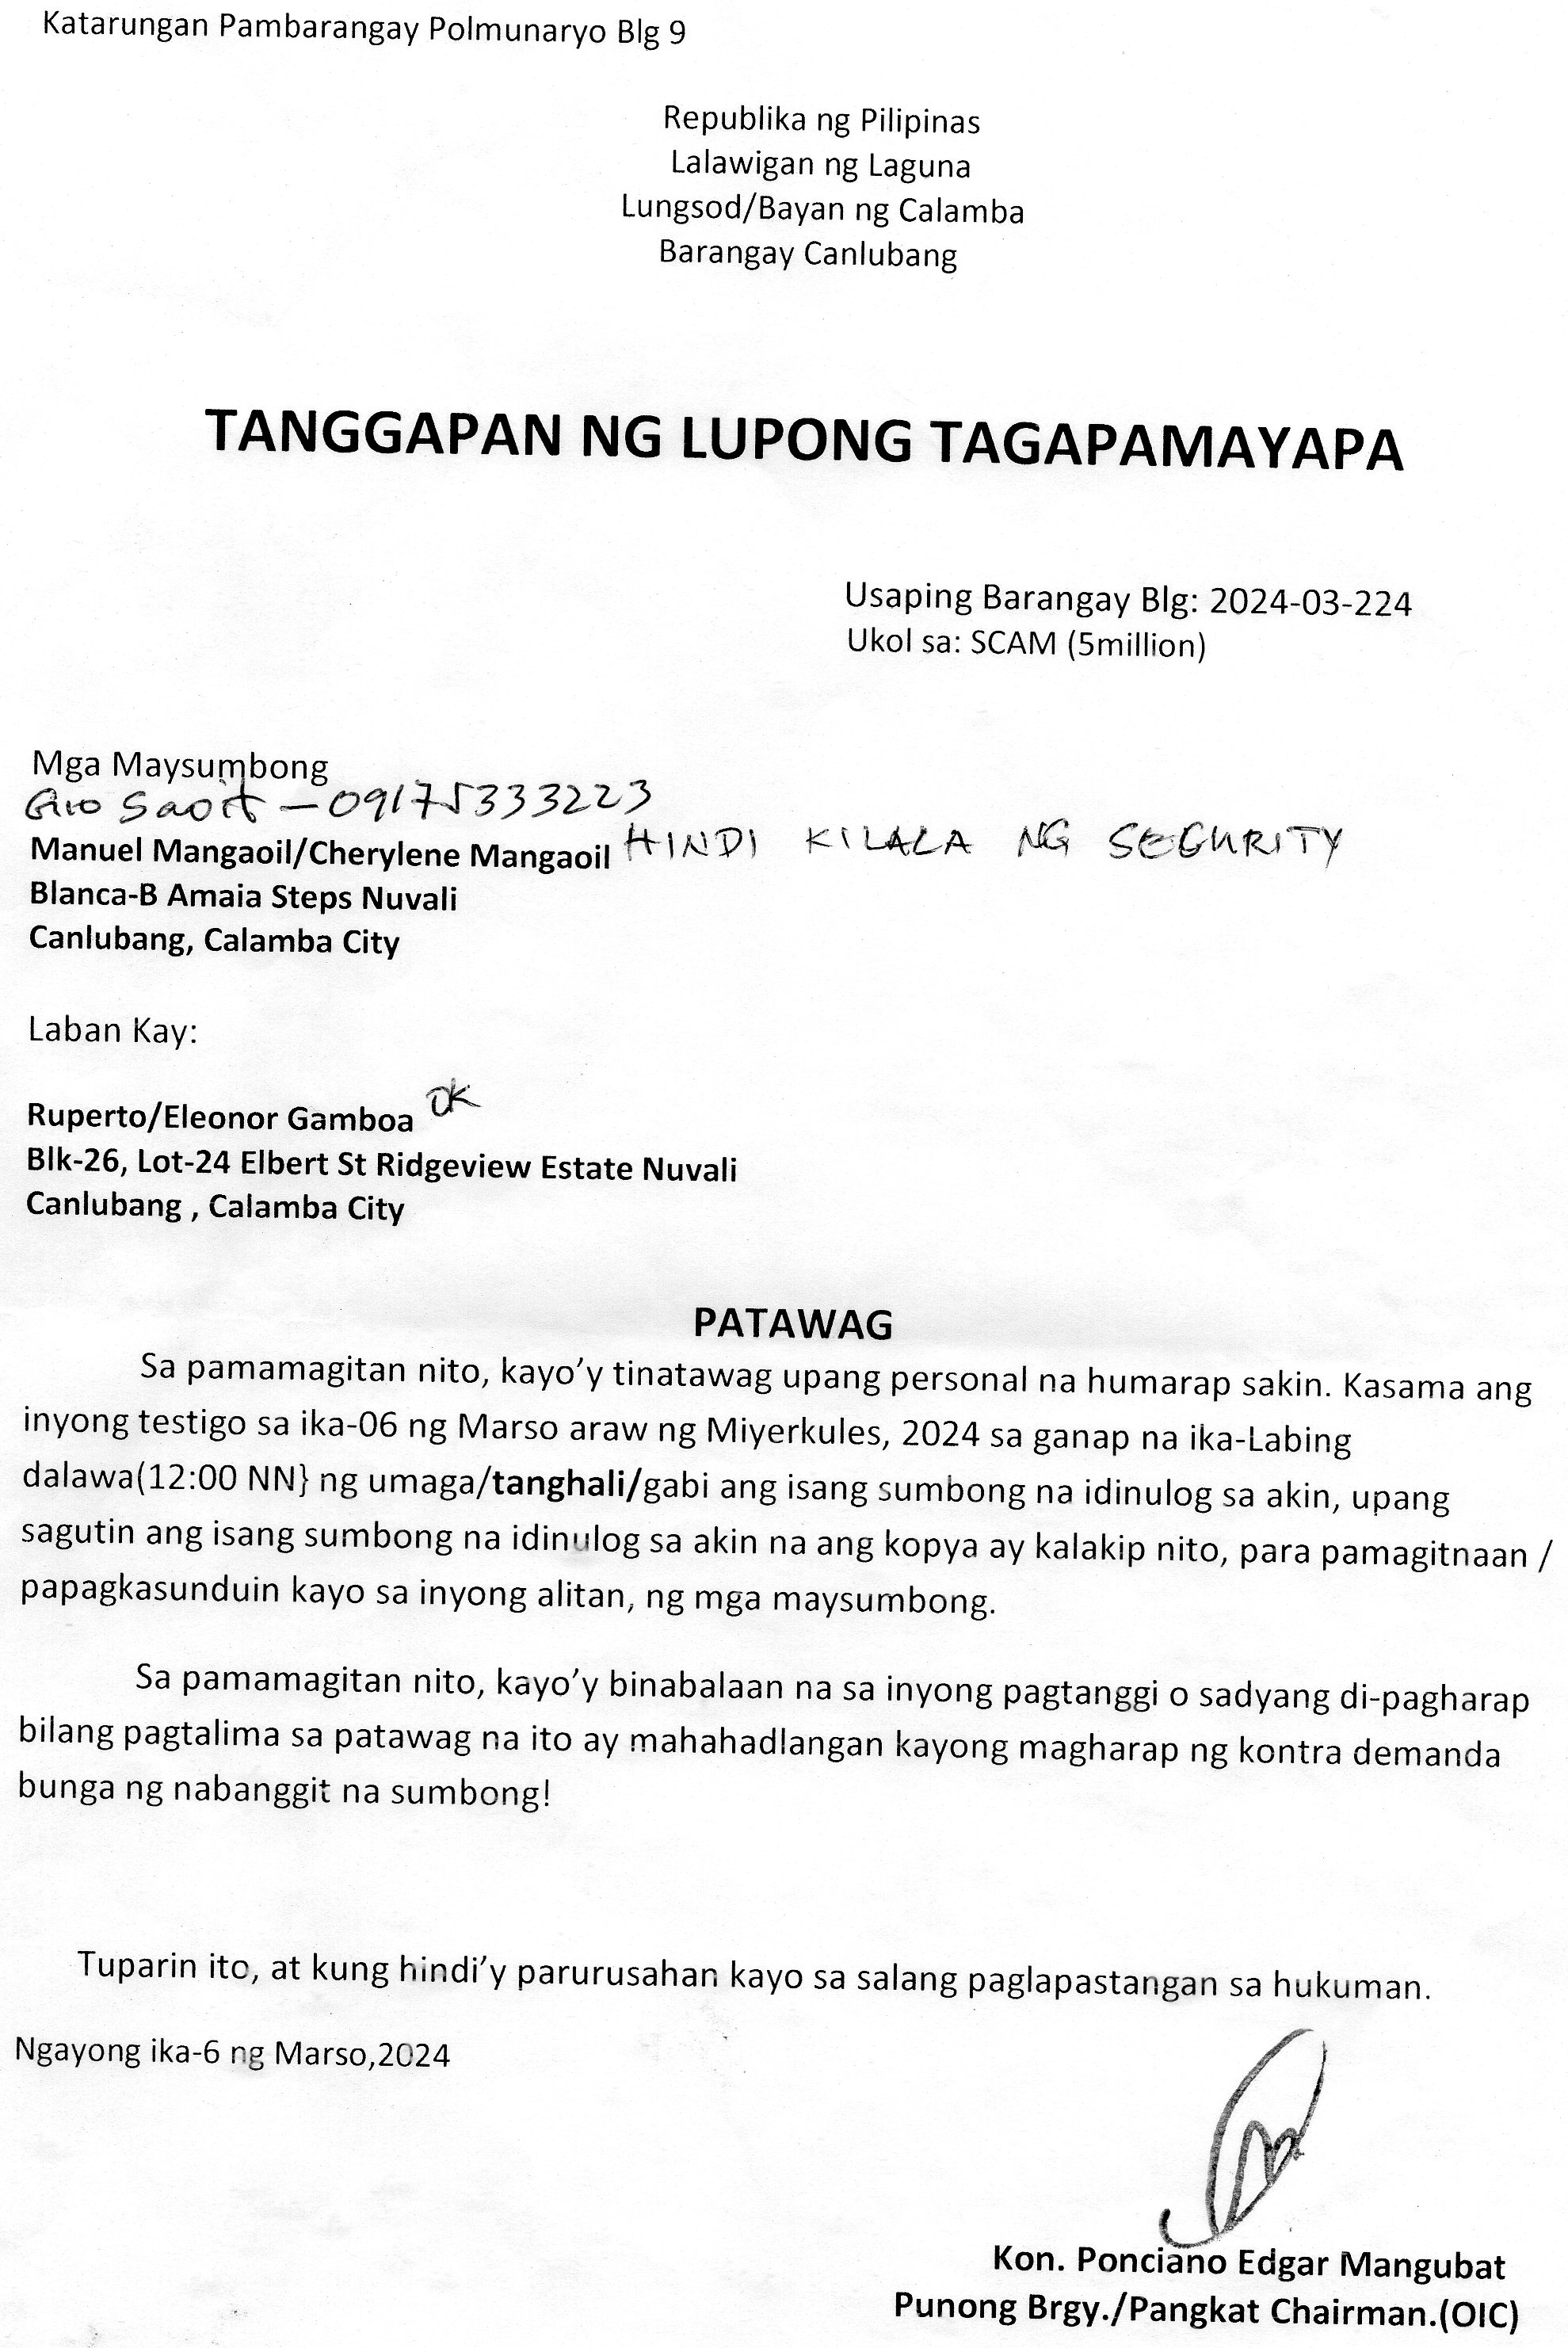 Katarungan Pambarangay Polmunaryo Blg 9
Republika ng Pilipinas
Lalawigan ng Laguna
Lungsod/Bayan ng Calamba
Barangay Canlubang
TANGGAPAN NG LUPONG TAGAPAMAYAPA
Usaping Barangay Blg: 2024-03-224
Ukol sa: SCAM (5million)
Mga Maysumbong
— 09175333223
Manuel Mangaoil/Cherylene Mangaoil HINDI KILALA NG SECURITY
Blanca-B Amaia Steps Nuvali
Canlubang, Calamba City
Laban Kay:
Ruperto/Eleonor Gamboa OK
Blk-26, Lot-24 Elbert St Ridgeview Estate Nuvali
Canlubang , Calamba City
PATAWAG
Sa pamamagitan nito, kayo’y tinatawag upang personal na humarap sakin. Kasama ang
inyong testigo sa ika-06 ng Marso araw ng Miyerkules, 2024 sa ganap na ika-Labing
dalawa(12:00 NN} ng umaga/tanghali/gabi ang isang sumbong na idinulog sa akin, upang
sagutin ang isang sumbong na idinulog sa akin na ang kopya ay kalakip nito, para pamagitnaan /
papagkasunduin kayo sa inyong alitan, ng mga maysumbong.
Sa pamamagitan nito, kayo’y binabalaan na sa inyong pagtanggi o sadyang di-pagharap
bilang pagtalima sa patawag na ito ay mahahadlangan kayong magharap ng kontra demanda
bunga ng nabanggit na sumbong!
Tuparin ito, at kung hindi’y parurusahan kayo sa salang paglapastangan sa hukuman.
Ngayong ika-6 ng Marso,2024
Kon. Ponciano Edgar Mangubat
Punong Brgy./Pangkat Chairman.(OIC)